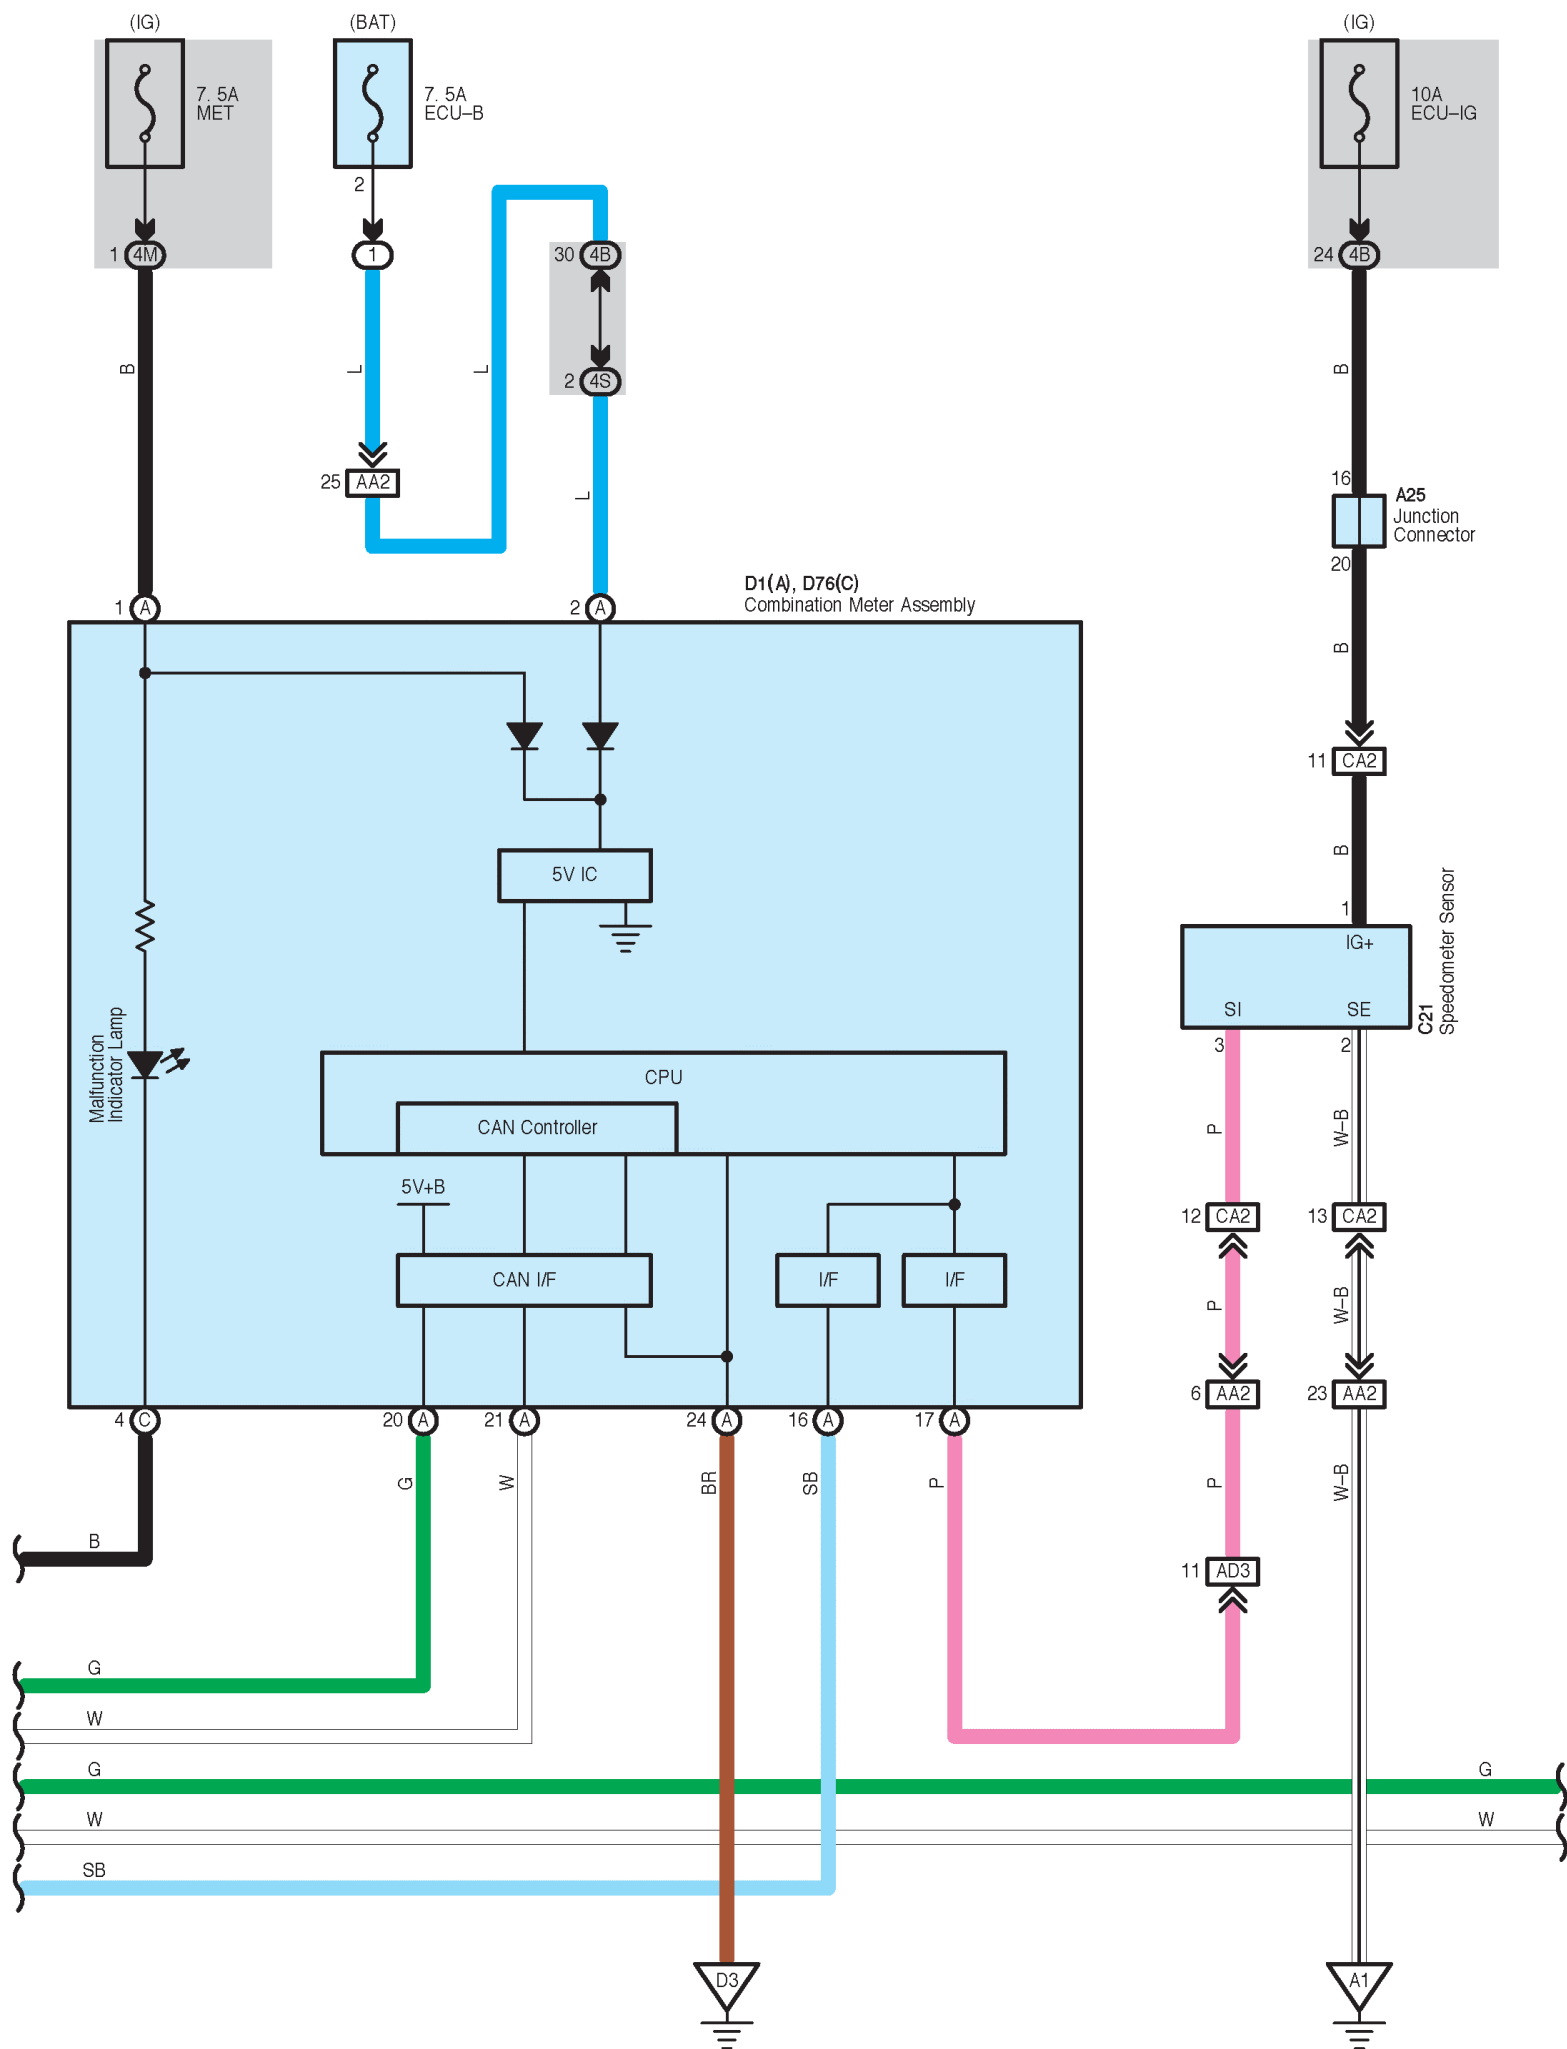 (IG)
(BAT)
(IG)
7. 5A
MET
7. 5A
ECU–B
10A
ECU–IG
2
1 4M
1
30 4B
24 4B
B
L
L
B
2 4S
16
25 AA2
L
A25
Junction
Connector
20
D1(A), D76(C)
Combination Meter Assembly
1 A
2 A
B
11 CA2
B
5V IC
1
IG+
SI
SE
C21
Speedometer Sensor
3
2
Malfunction
Indicator Lamp
CPU
CAN Controller
P
W–B
5V+B
12 CA2
13 CA2
CAN I/F
I/F
I/F
P
W–B
6 AA2
23 AA2
4 C
20 A
21 A
24 A
16 A
17 A
G
W
BR
SB
P
P
W–B
B
11 AD3
G
W
G
G
W
W
SB
D3
A1